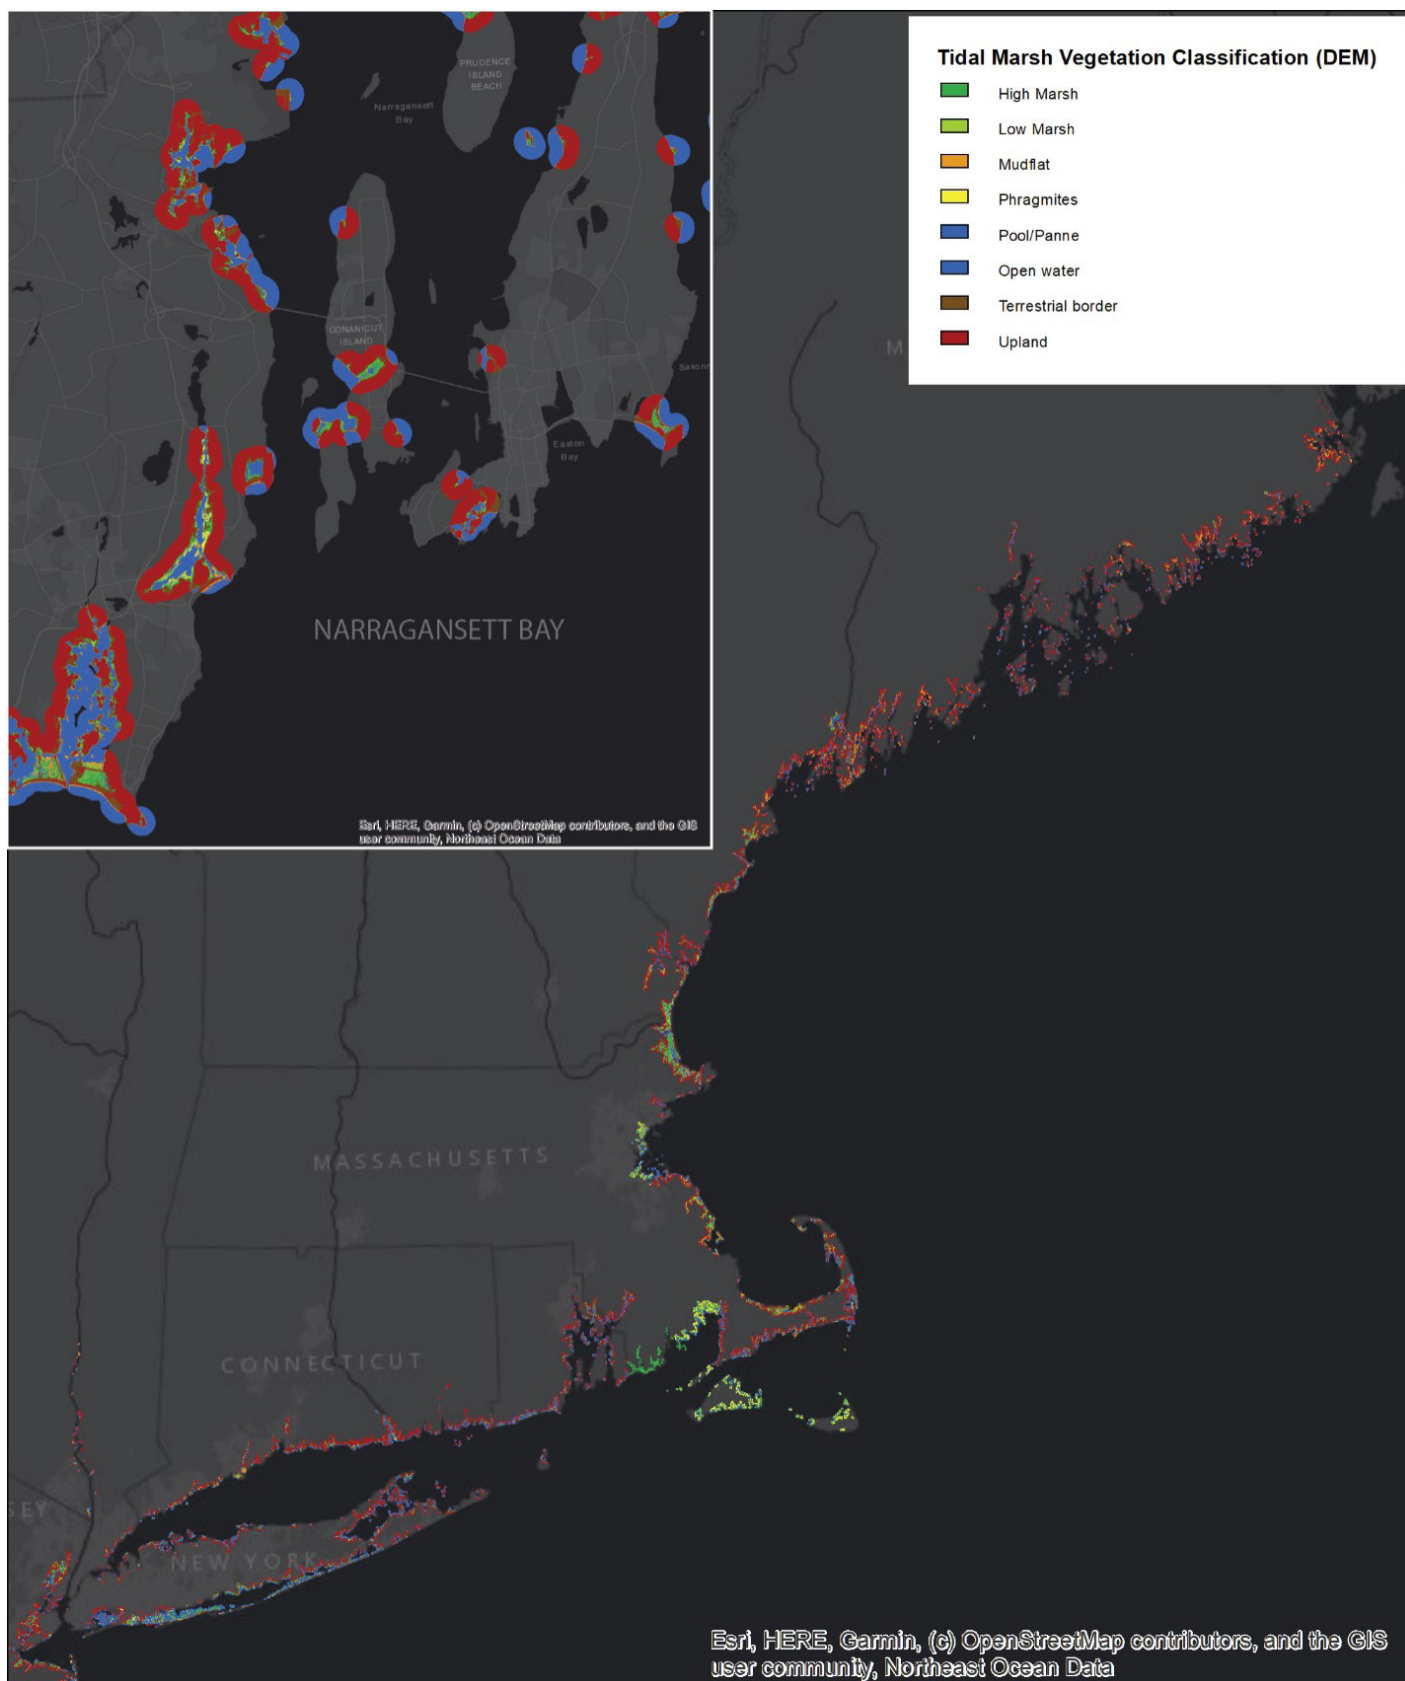 PRUDENCE
ISLAND
BEACH
Narragansett
Bay
CONANICUT
ISLAND
Easton
Bay
NARRAGANSETT BAY
Esri, HERE, Garmin, (c) OpenStreetMap contributors, and the GIS
user community, Northeast Ocean Data
Tidal Marsh Vegetation Classification (DEM)
High Marsh
Low Marsh
Mudflat
Phragmites
Pool/Panne
Open water
Terrestrial border
Upland
M
MASSACHUSETTS
CONNECTICUT
SEY
NEW YORK
Esri, HERE, Garmin, (c) OpenStreetMap contributors, and the GIS
user community, Northeast Ocean Data